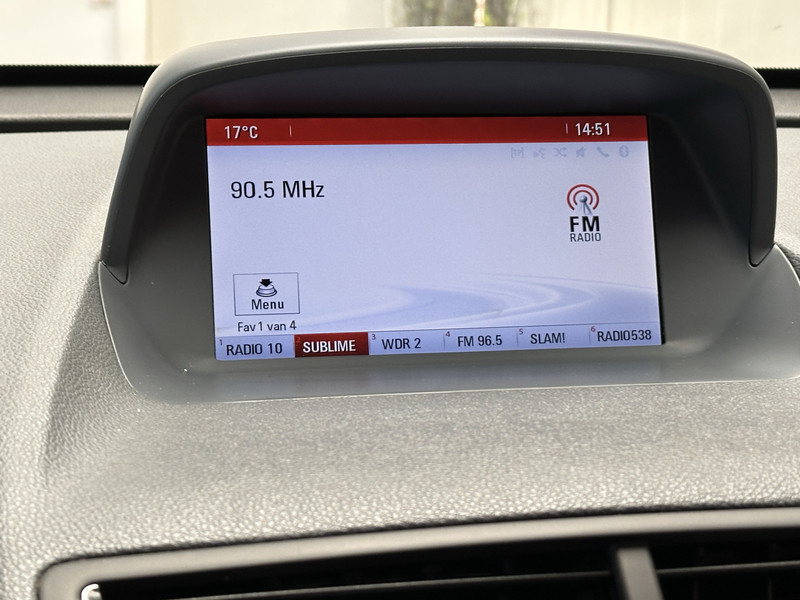 17°C 14:51
90.5 MHz
FM
RADIO
Menu
Fav 1 van 4
1 RADIO 10 2 SUBLIME 3 WDR 2 4 FM 96.5 5 SLAM! 6 RADIO538